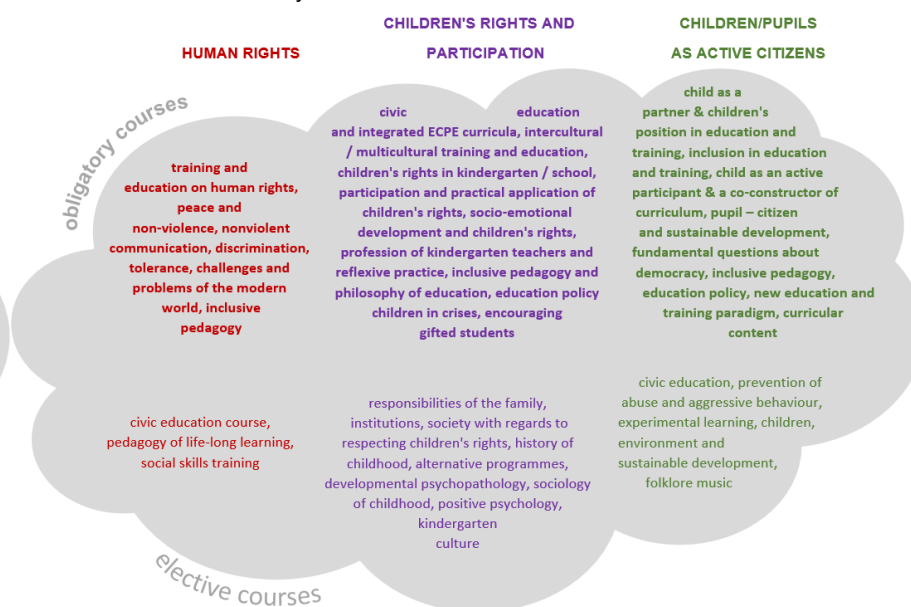 CHILDREN'S RIGHTS AND
PARTICIPATION
CHILDREN/PUPILS
AS ACTIVE CITIZENS
HUMAN RIGHTS
obligatory courses
training and
education on human rights,
peace and
non-violence, nonviolent
communication, discrimination,
tolerance, challenges and
problems of the modern
world, inclusive
pedagogy
civic education
and integrated ECPE curricula, intercultural
/ multicultural training and education,
children's rights in kindergarten / school,
participation and practical application of
children's rights, socio-emotional
development and children's rights,
profession of kindergarten teachers and
reflexive practice, inclusive pedagogy and
philosophy of education, education policy
children in crises, encouraging
gifted students
child as a
partner & children's
position in education and
training, inclusion in education
and training, child as an active
participant & a co-constructor of
curriculum, pupil – citizen
and sustainable development,
fundamental questions about
democracy, inclusive pedagogy,
education policy, new education and
training paradigm, curricular
content
civic education course,
pedagogy of life-long learning,
social skills training
responsibilities of the family,
institutions, society with regards to
respecting children's rights, history of
childhood, alternative programmes,
developmental psychopathology, sociology
of childhood, positive psychology,
kindergarten
culture
civic education, prevention of
abuse and aggressive behaviour,
experimental learning, children,
environment and
sustainable development,
folklore music
elective courses